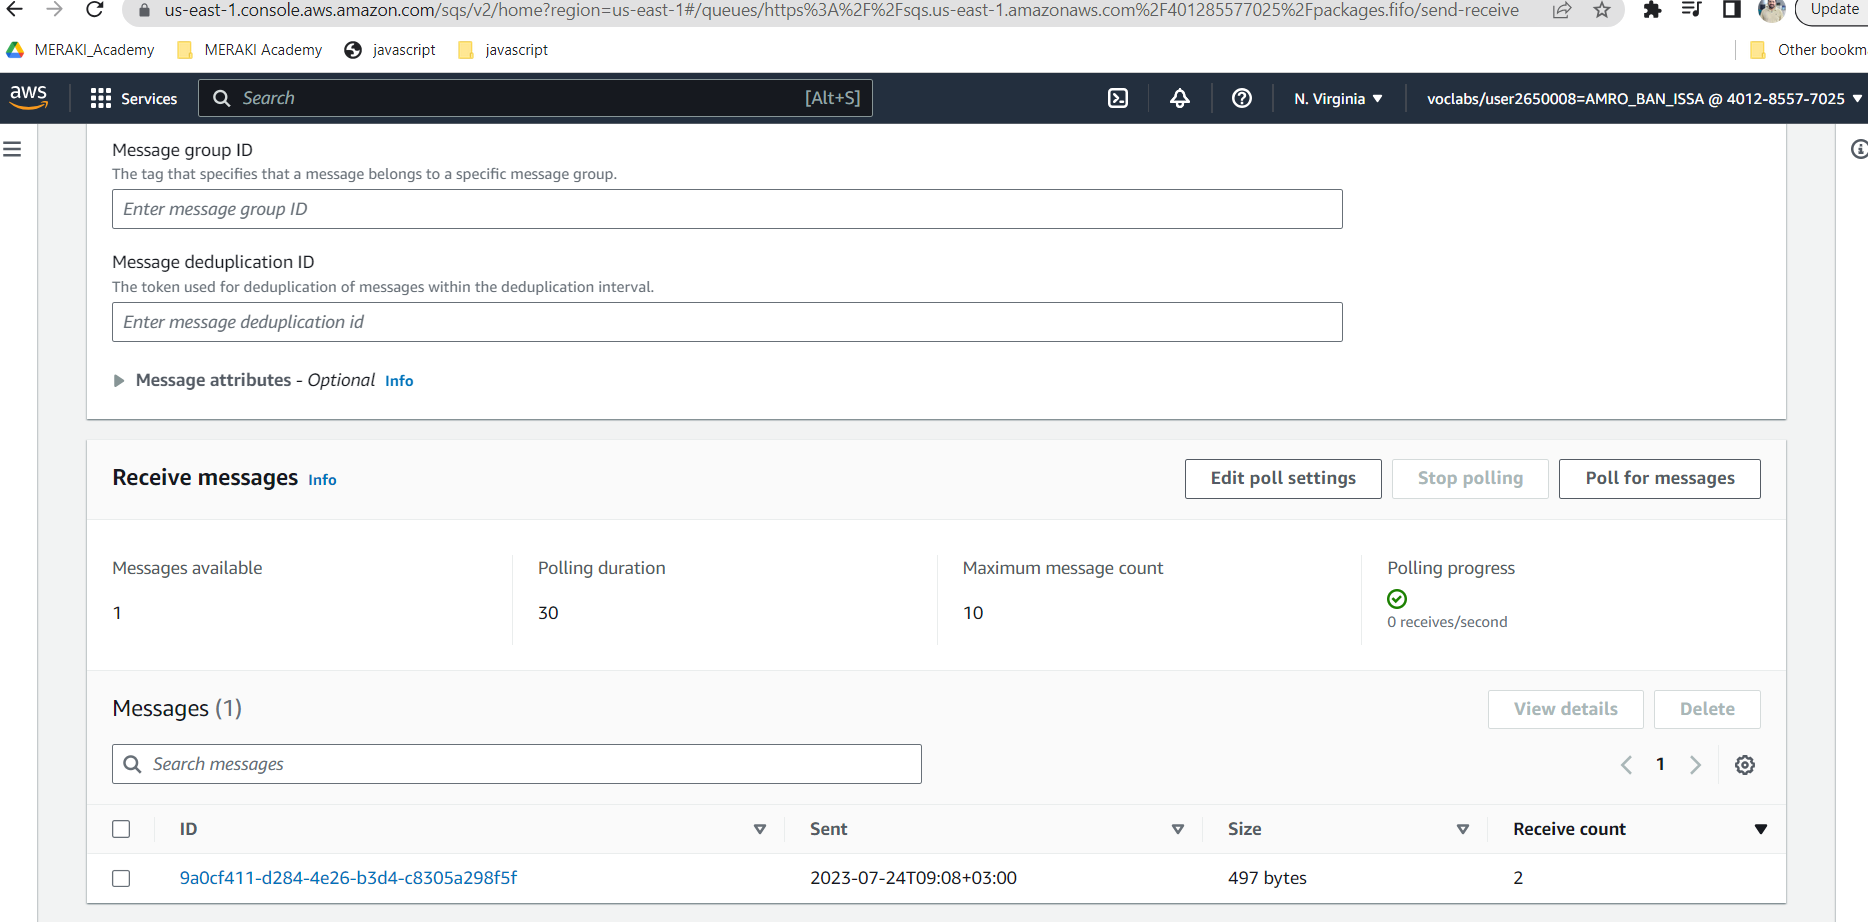 us-east-1.console.aws.amazon.com/sqs/v2/home?region=us-east-1#/queues/https%3A%2F%2Fsqs.us-east-1.amazonaws.com%2F401285577025%2Fpackages.fifo/send-receive
Update
MERAKI_Academy MERAKI Academy javascript javascript Other bookm
aws Services Search [Alt+S] N. Virginia voclabs/user2650008=AMRO_BAN_ISSA @ 4012-8557-7025
Message group ID
The tag that specifies that a message belongs to a specific message group.
Enter message group ID
Message deduplication ID
The token used for deduplication of messages within the deduplication interval.
Enter message deduplication id
Message attributes - Optional Info
Receive messages Info Edit poll settings Stop polling Poll for messages
Messages available Polling duration Maximum message count Polling progress
1 30 10
0 receives/second
Messages (1) View details Delete
Search messages 1
ID Sent Size Receive count
9a0cf411-d284-4e26-b3d4-c8305a298f5f 2023-07-24T09:08+03:00 497 bytes 2